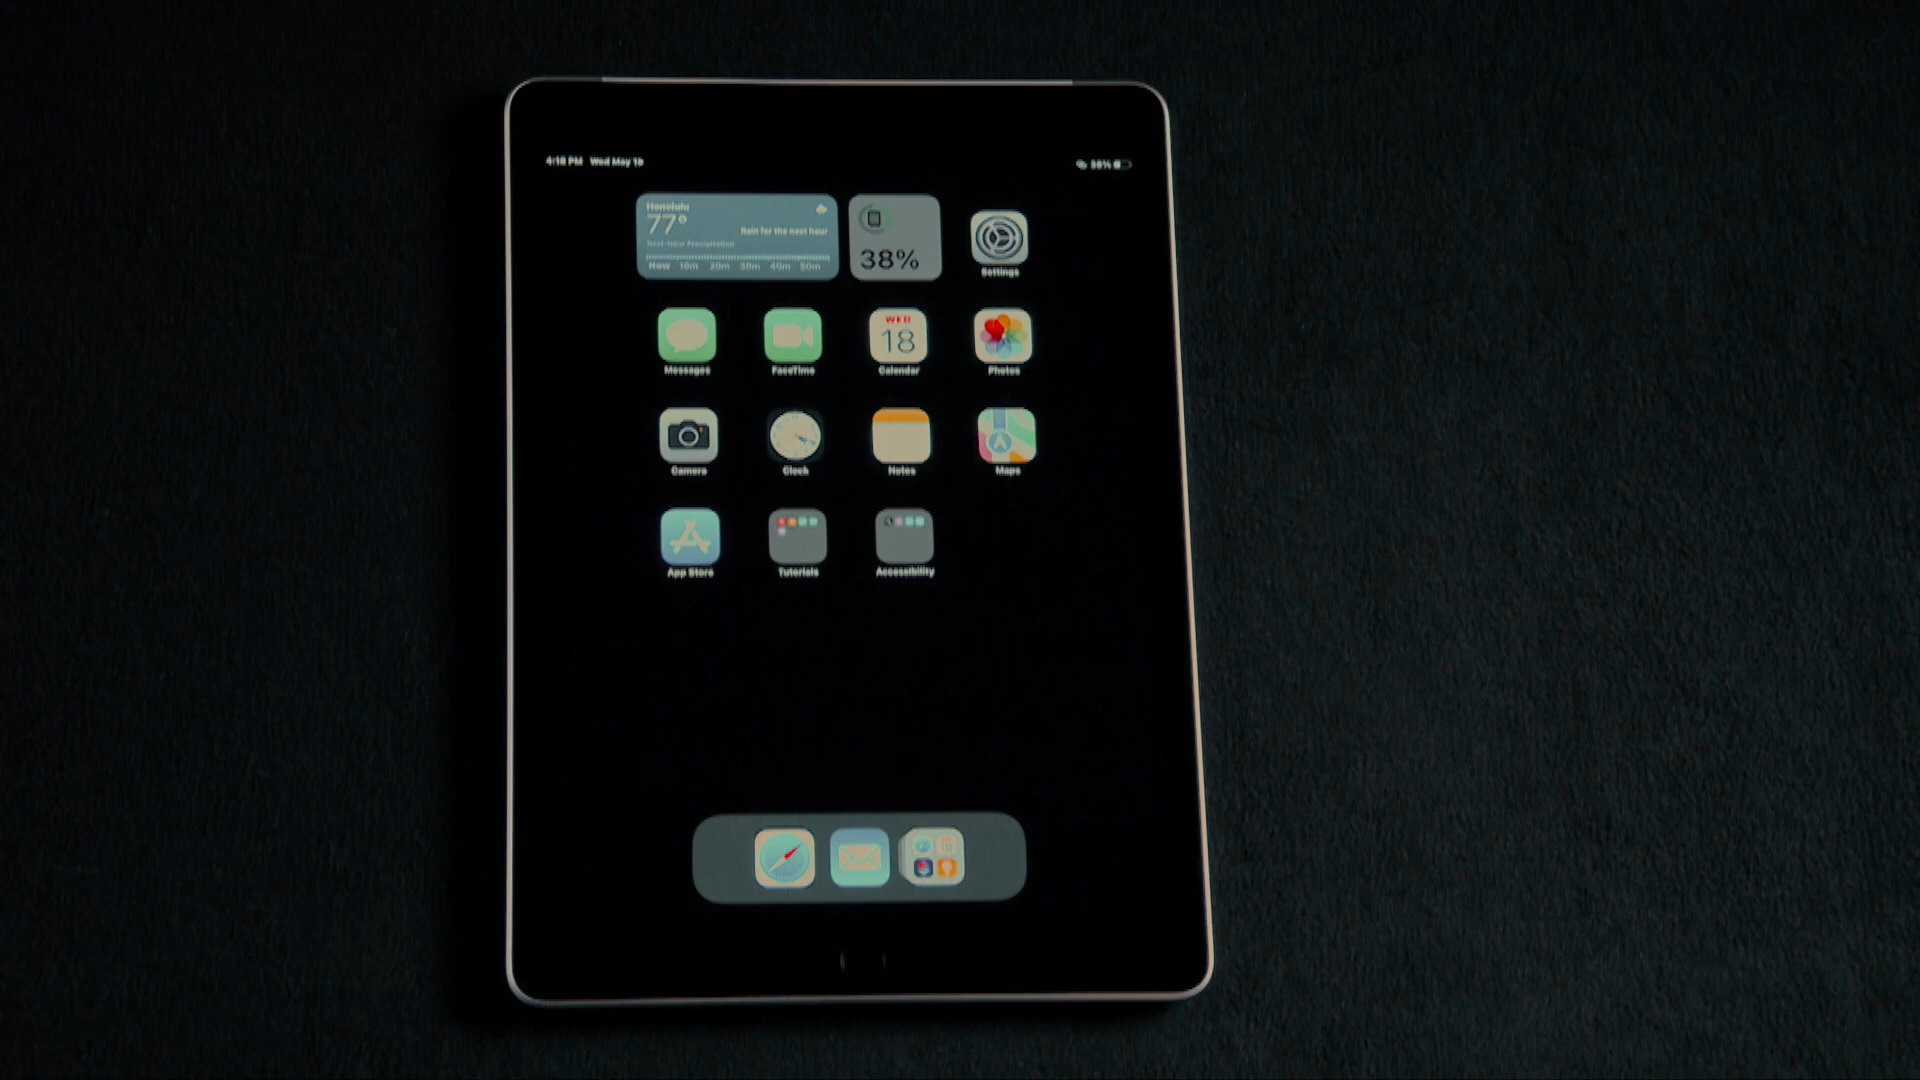 4:18 PM Wed May 18
38%
Honolulu
77°
Rain for the next hour
Next-Hour Precipitation
Now 10m 20m 30m 40m 50m
38%
Settings
WED
18
Messages FaceTime Calendar Photos
Camera Clock Notes Maps
App Store Tutorials Accessibility